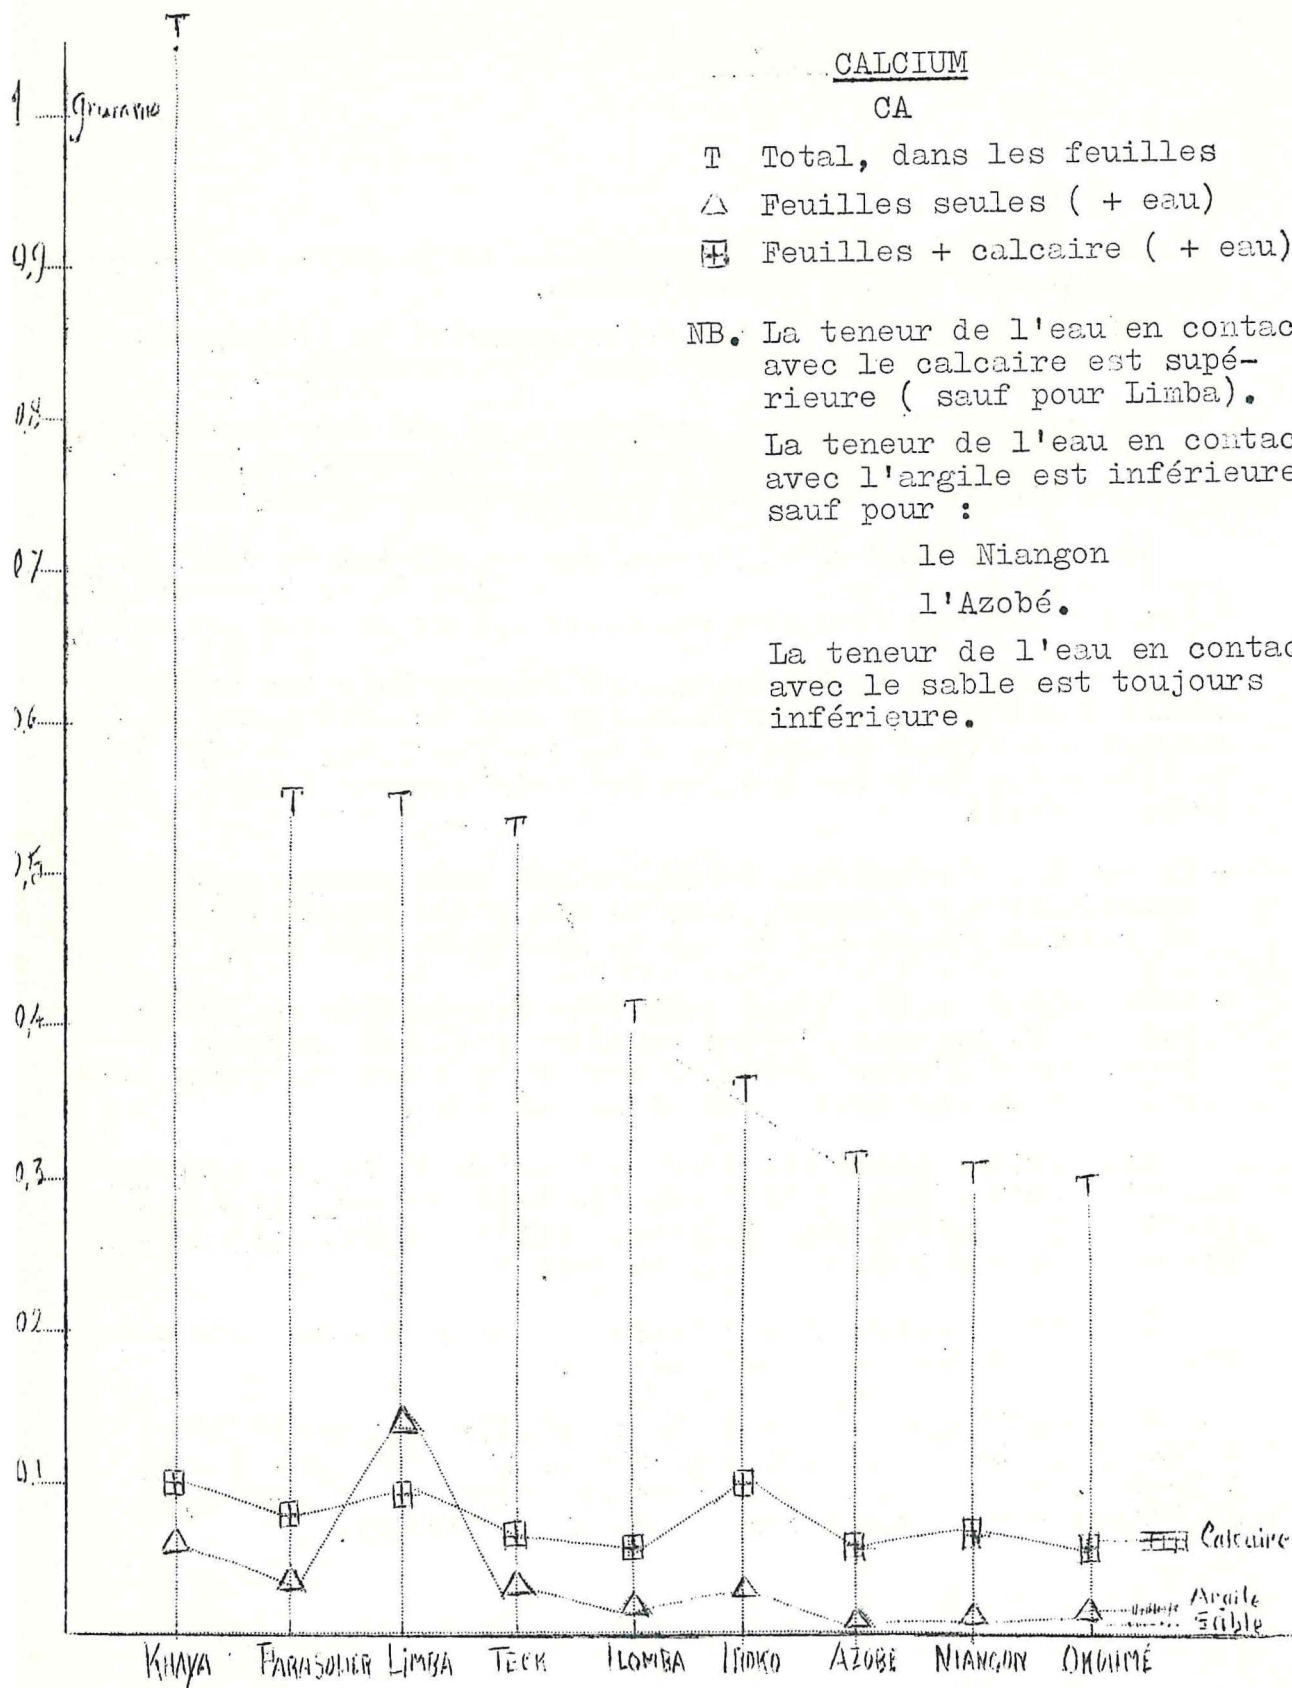 CALCIUM
CA
T Total, dans les feuilles
△ Feuilles seules ( + eau)
⊞ Feuilles + calcaire ( + eau)
NB. La teneur de l'eau en contac
avec le calcaire est supé-
rieure ( sauf pour Limba).
La teneur de l'eau en contac
avec l'argile est inférieure
sauf pour :
le Niangon
l'Azobé.
La teneur de l'eau en contac
avec le sable est toujours
inférieure.
T
1 gramme
0,9
0,8
0,7
0,6
T T T
0,5
T
0,4
T
T T T
0,3
0,2
0,1
Calcaire
Argile
Sable
KHAYA PARASOLIER LIMBA TECK ILOMBA IROKO AZOBÉ NIANGON OKOUMÉ